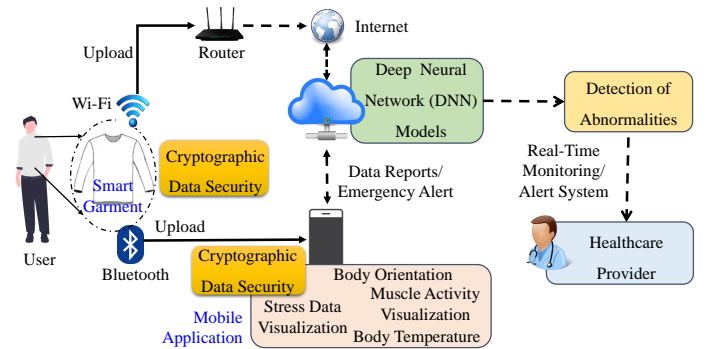 Upload
Router
Internet
Wi-Fi
Deep Neural
Network (DNN)
Models
Detection of
Abnormalities
Cryptographic
Data Security
Smart
Garment
Data Reports/
Emergency Alert
Real-Time
Monitoring/
Alert System
User
Bluetooth
Upload
Healthcare
Provider
Cryptographic
Data Security
Mobile
Application
Body Orientation
Stress Data
Visualization
Muscle Activity
Visualization
Body Temperature